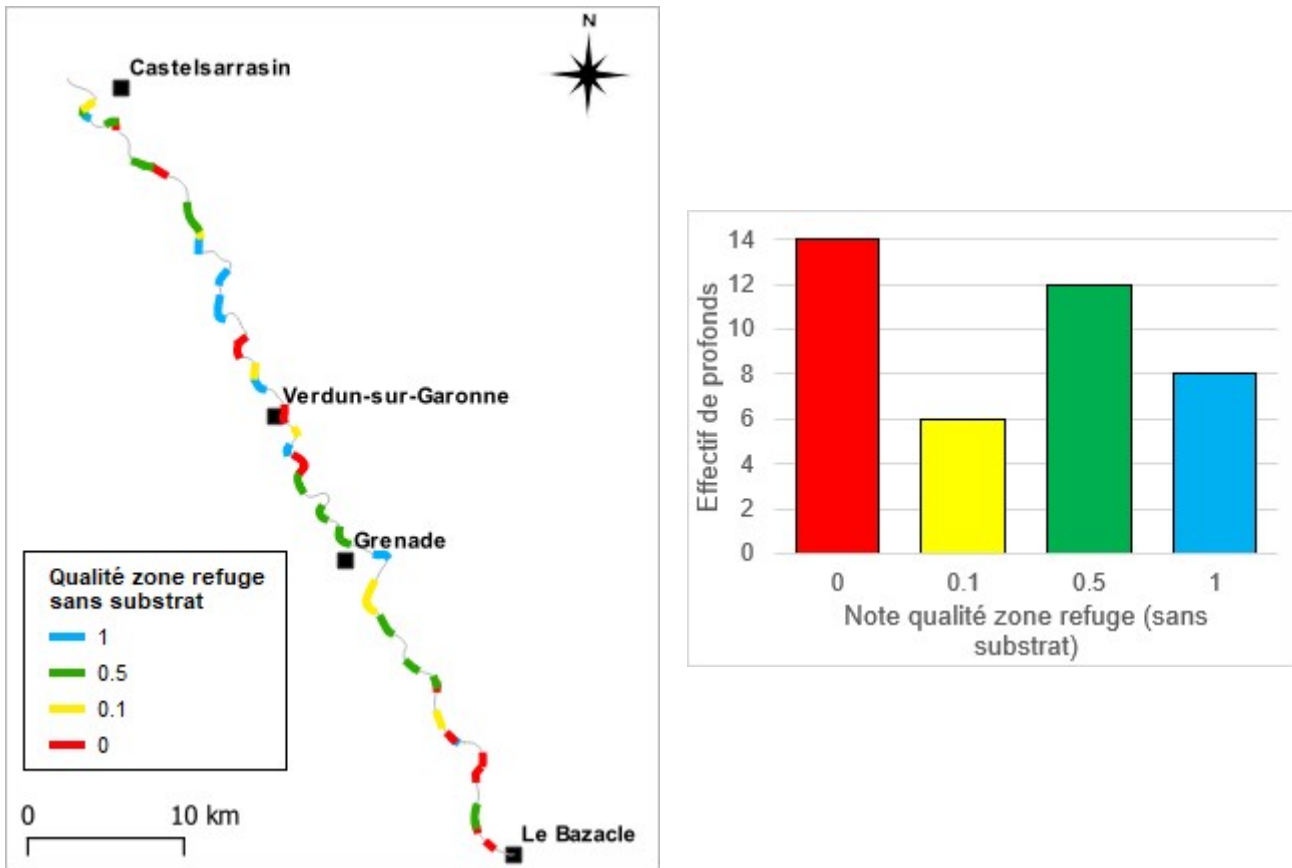 N
Castelsarrasin
Verdun-sur-Garonne
Grenade
Le Bazacle
Qualité zone refuge
sans substrat
1
0.5
0.1
0
0 10 km
Effectif de profonds
14
12
10
8
6
4
2
0
0 0.1 0.5 1
Note qualité zone refuge (sans
substrat)